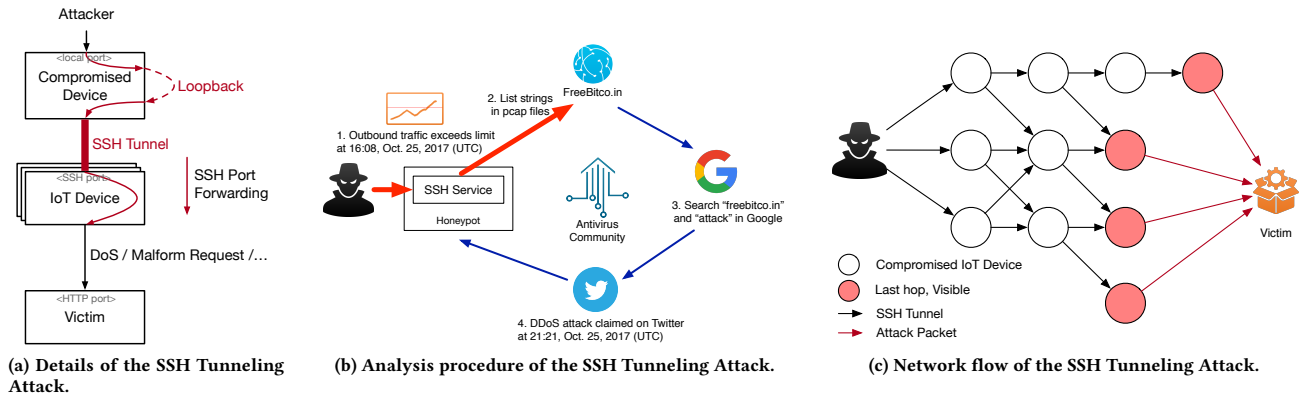 Attacker
<local port>
Compromised
Device
Loopback
SSH Tunnel
<SSH port>
IoT Device
SSH Port
Forwarding
DoS / Malform Request /...
<HTTP port>
Victim
(a) Details of the SSH Tunneling
Attack.
FreeBitco.in
2. List strings
in pcap files
1. Outbound traffic exceeds limit
at 16:08, Oct. 25, 2017 (UTC)
SSH Service
Honeypot
Antivirus
Community
3. Search “freebitco.in”
and “attack” in Google
4. DDoS attack claimed on Twitter
at 21:21, Oct. 25, 2017 (UTC)
(b) Analysis procedure of the SSH Tunneling Attack.
Victim
Compromised IoT Device
Last hop, Visible
SSH Tunnel
Attack Packet
(c) Network flow of the SSH Tunneling Attack.